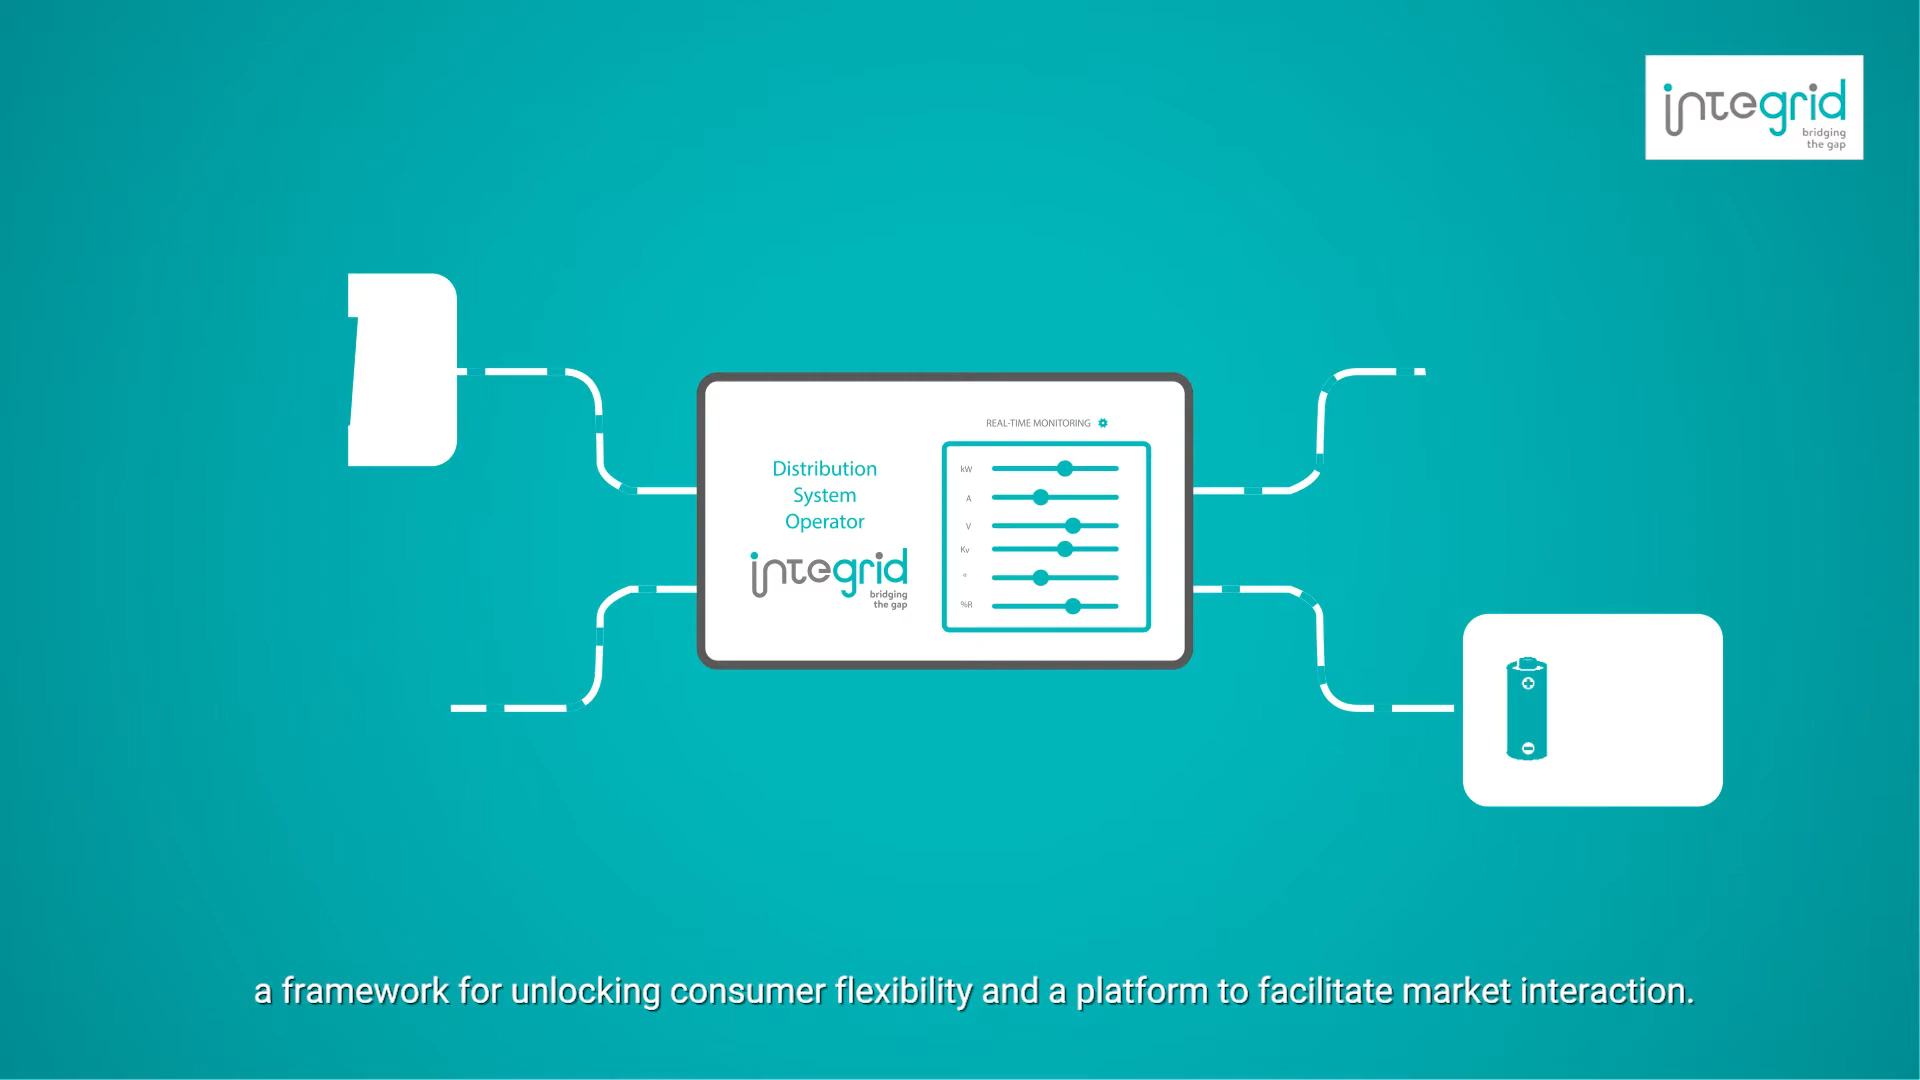 integrid
bridging
the gap
REAL-TIME MONITORING
Distribution
System
Operator
integrid
bridging
the gap
kW
A
V
Kv
°
%R
a framework for unlocking consumer flexibility and a platform to facilitate market interaction.